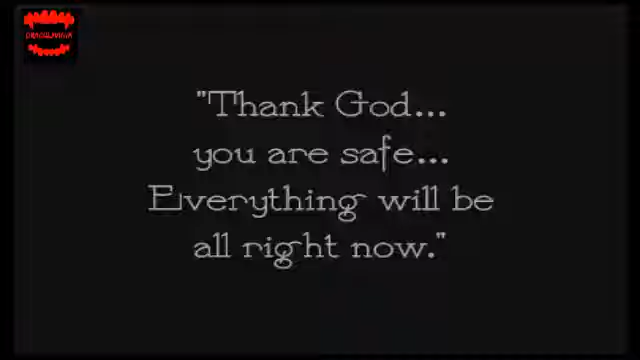 "Thank God...
you are safe...
Everything will be
all right now."